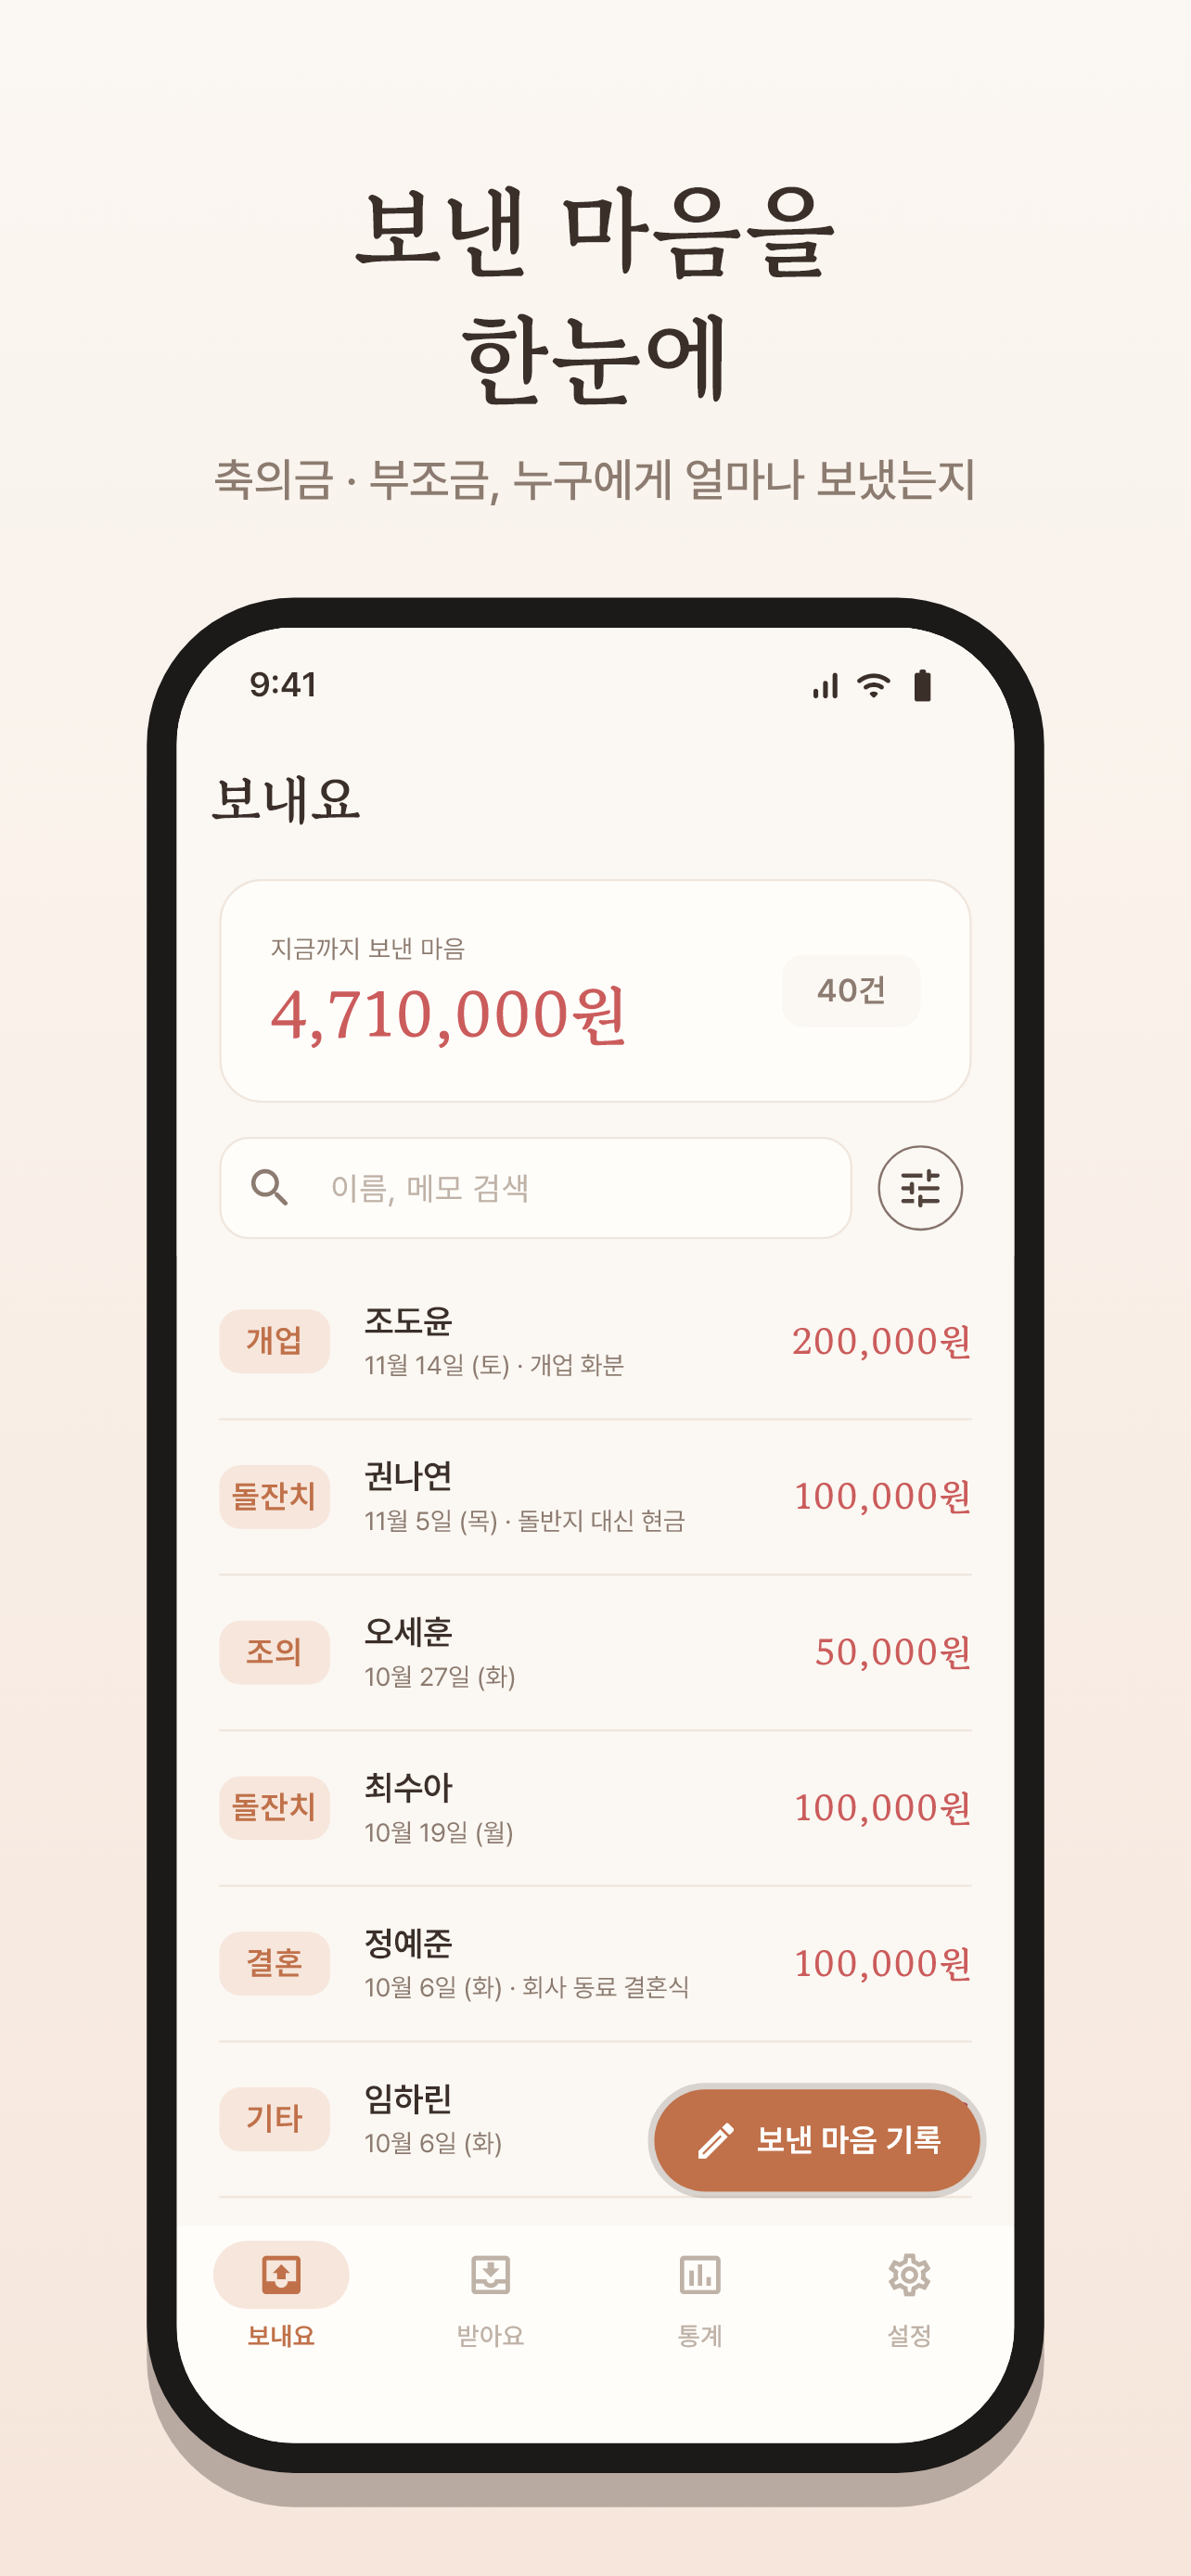 보낸 마음을
한눈에
축의금 · 부조금, 누구에게 얼마나 보냈는지
9:41
보내요
지금까지 보낸 마음
4,710,000원
40건
이름, 메모 검색
개업
조도윤
11월 14일 (토) · 개업 화분
200,000원
돌잔치
권나연
11월 5일 (목) · 돌반지 대신 현금
100,000원
조의
오세훈
10월 27일 (화)
50,000원
돌잔치
최수아
10월 19일 (월)
100,000원
결혼
정예준
10월 6일 (화) · 회사 동료 결혼식
100,000원
기타
임하린
10월 6일 (화)
보낸 마음 기록
보내요
받아요
통계
설정